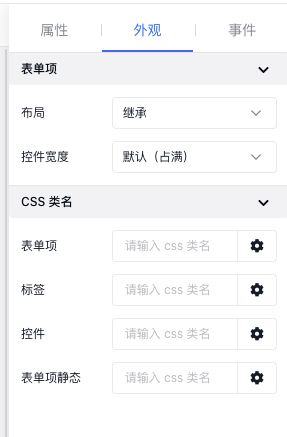 属性 外观 事件
表单项
布局 继承
控件宽度 默认（占满）
CSS 类名
表单项 请输入 css 类名
标签 请输入 css 类名
控件 请输入 css 类名
表单项静态 请输入 css 类名